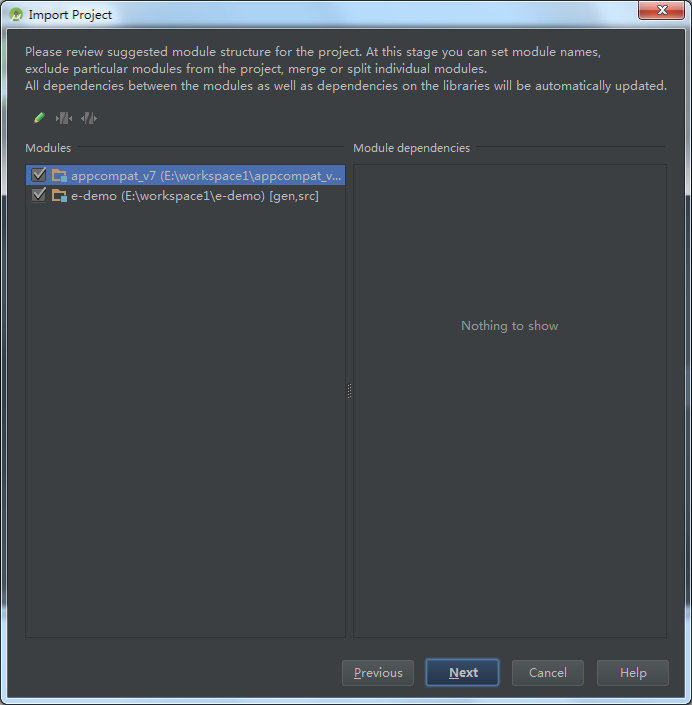 Import Project
Please review suggested module structure for the project. At this stage you can set module names,
exclude particular modules from the project, merge or split individual modules.
All dependencies between the modules as well as dependencies on the libraries will be automatically updated.
Modules
Module dependencies
appcompat_v7 (E:\workspace1\appcompat_v...
e-demo (E:\workspace1\e-demo) [gen,src]
Nothing to show
Previous
Next
Cancel
Help